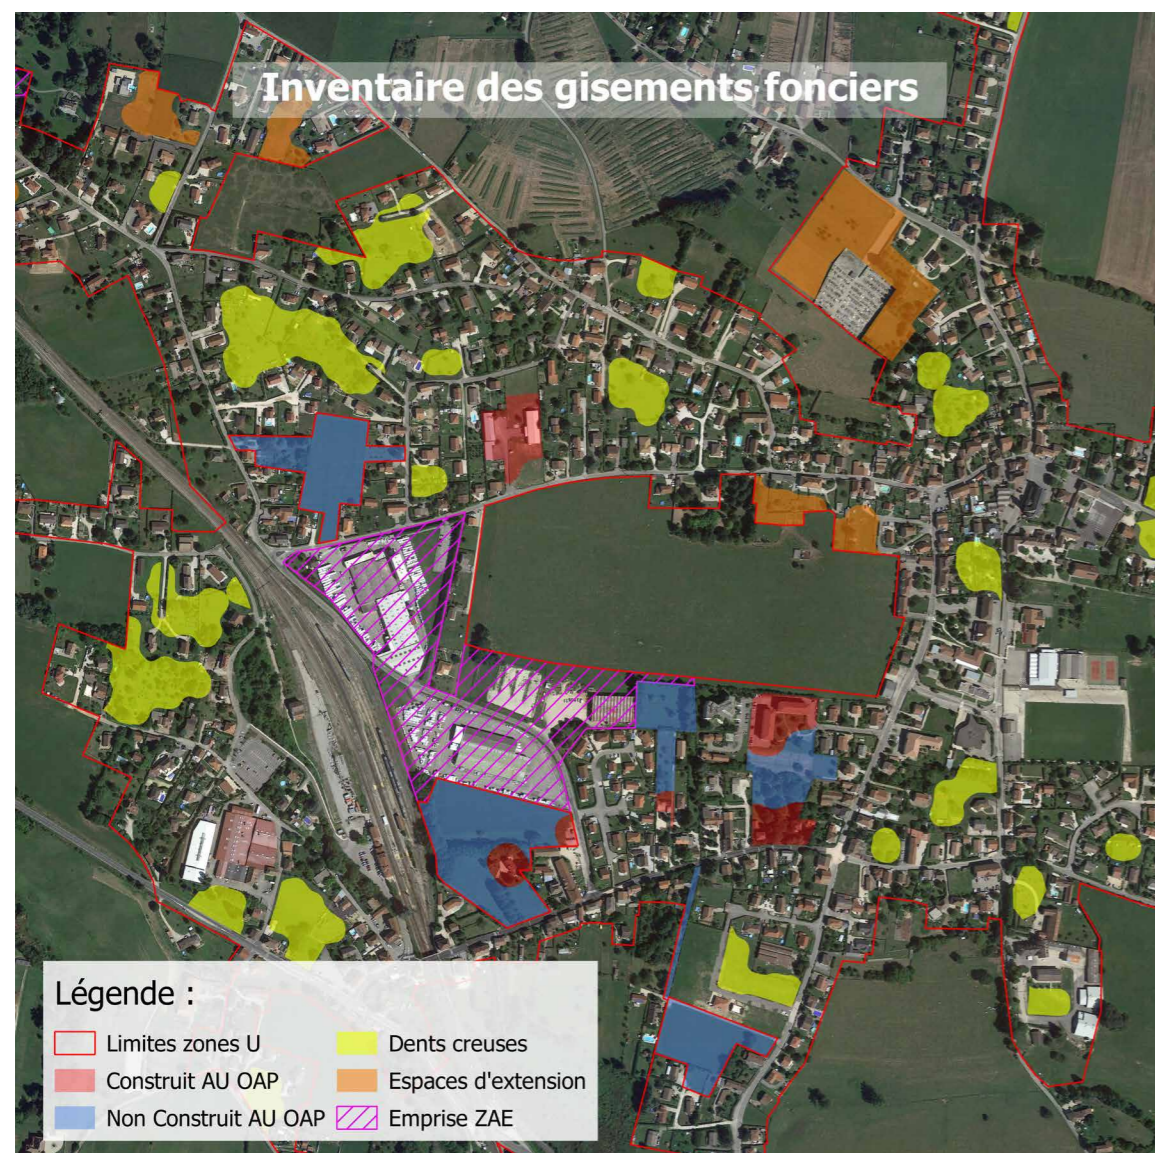 Inventaire des gisements fonciers
Légende :
Limites zones U
Construit AU OAP
Non Construit AU OAP
Dents creuses
Espaces d'extension
Emprise ZAE